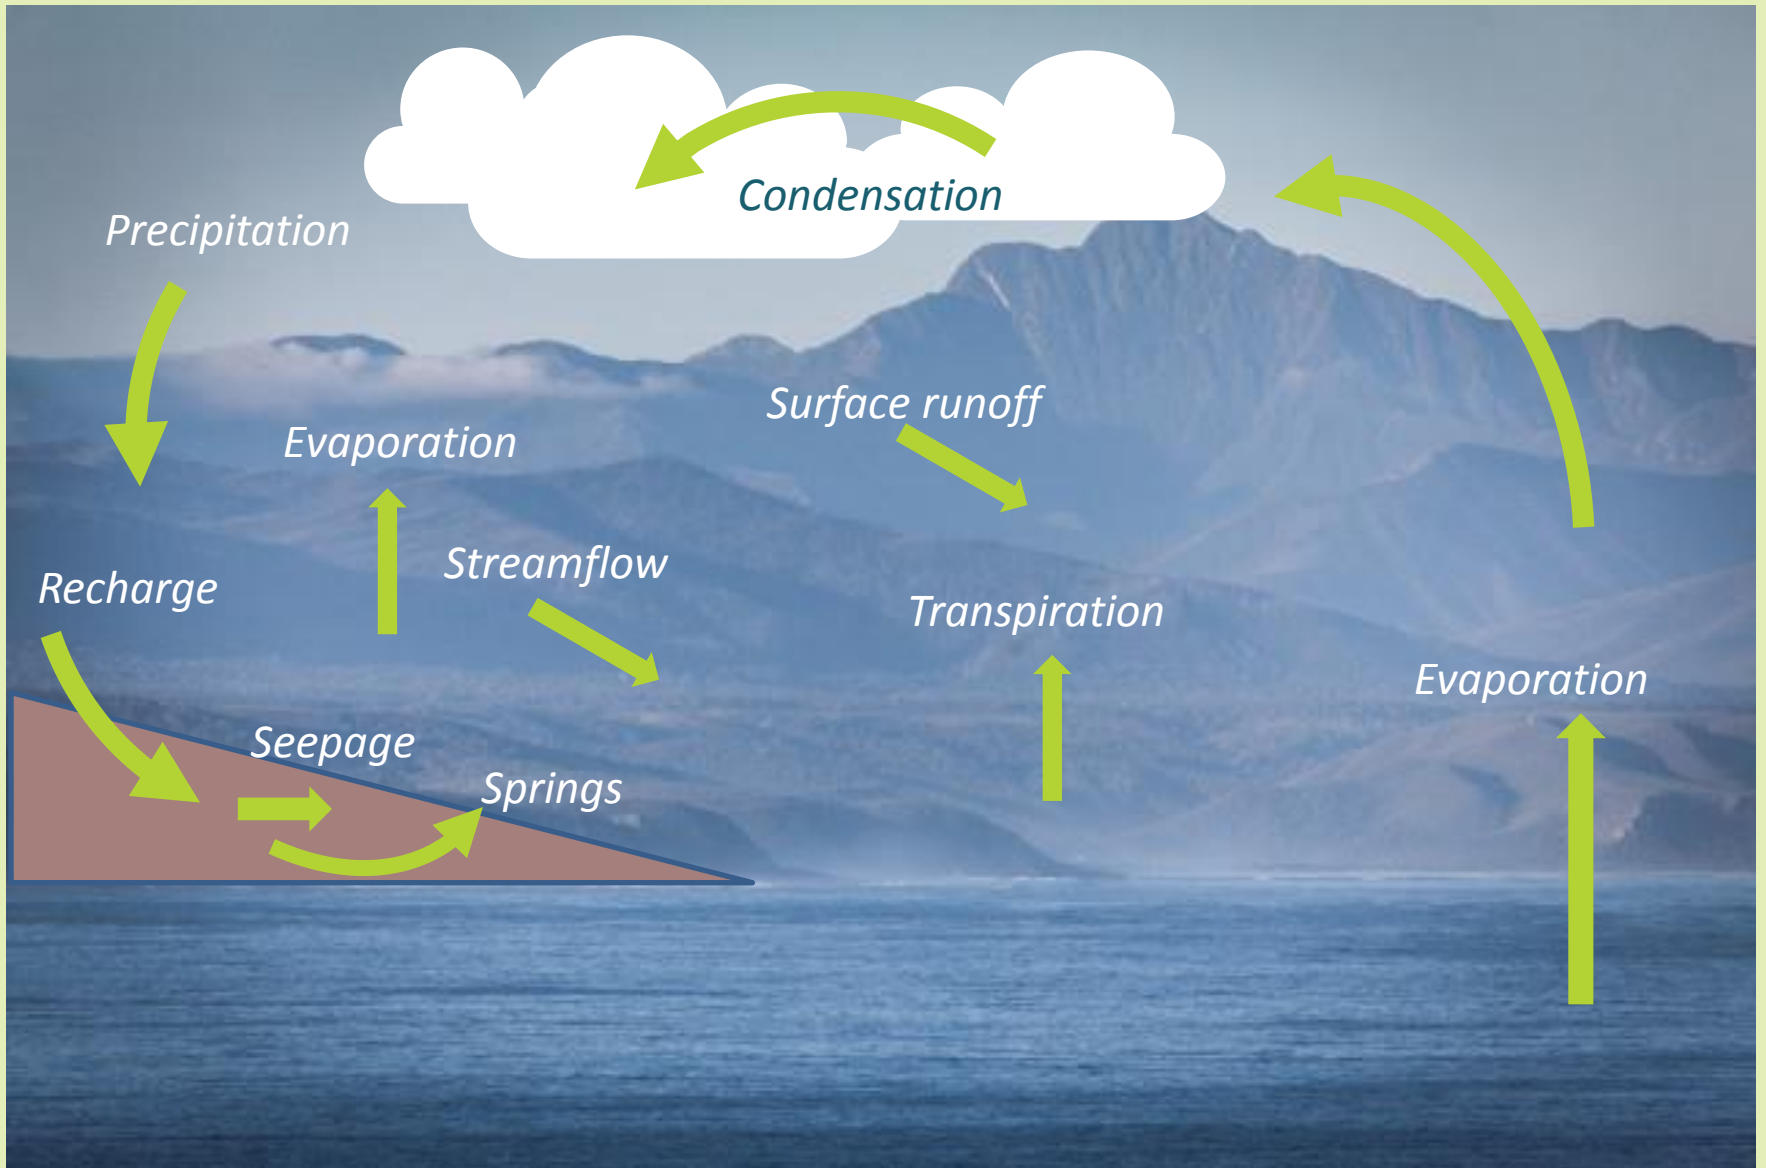 Condensation
Precipitation
Surface runoff
Evaporation
Streamflow
Recharge
Transpiration
Evaporation
Seepage
Springs